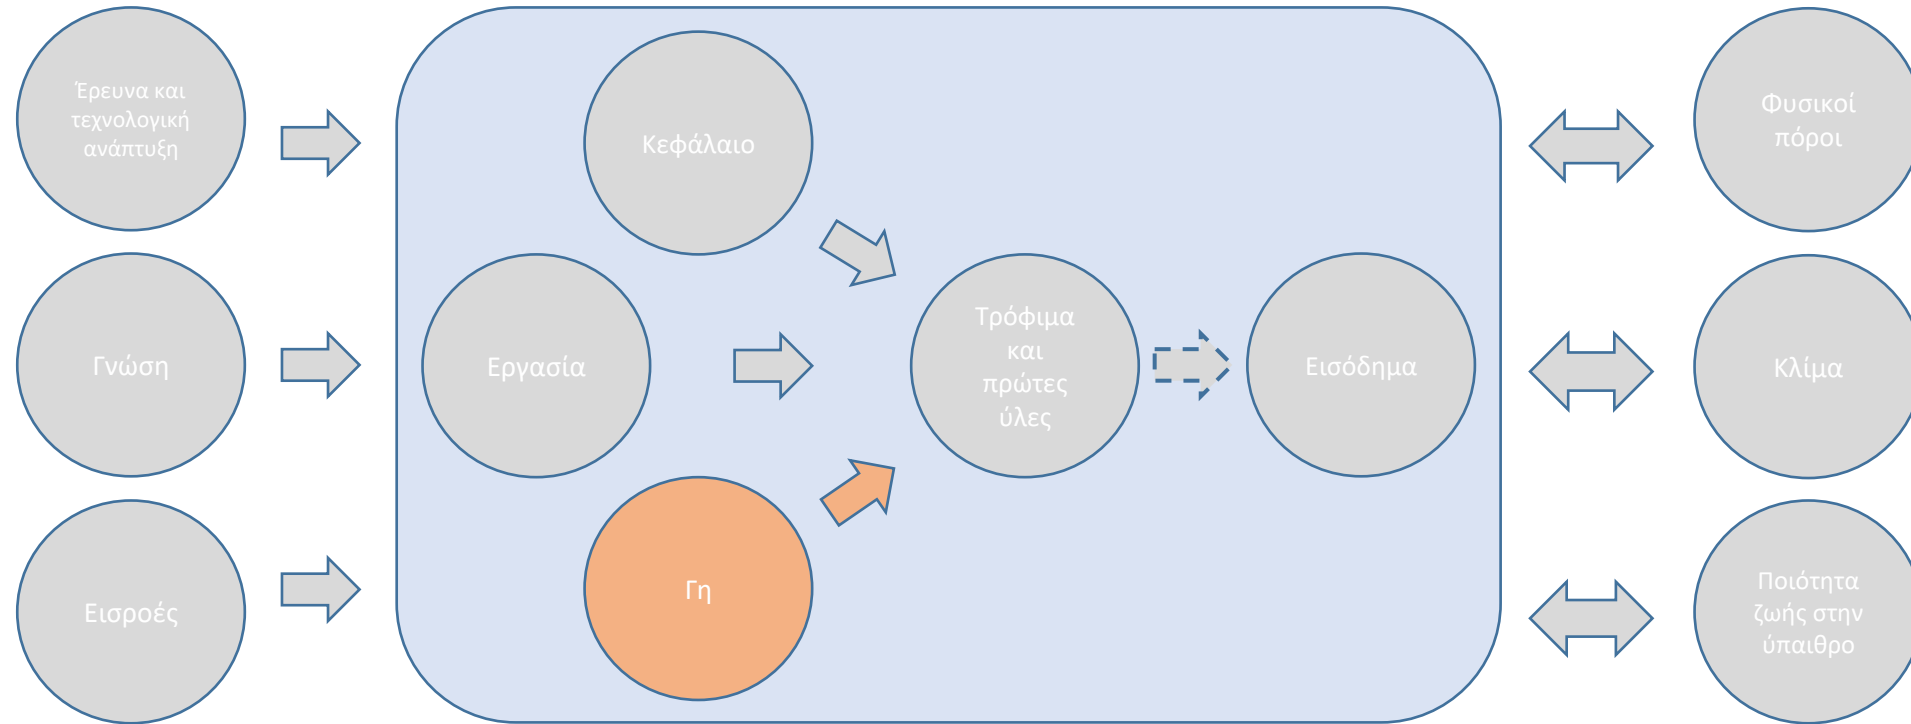 Έρευνα και
τεχνολογική
ανάπτυξη
Γνώση
Εισροές
Κεφάλαιο
Εργασία
Γη
Τρόφιμα
και
πρώτες
ύλες
Εισόδημα
Φυσικοί
πόροι
Κλίμα
Ποιότητα
ζωής στην
ύπαιθρο